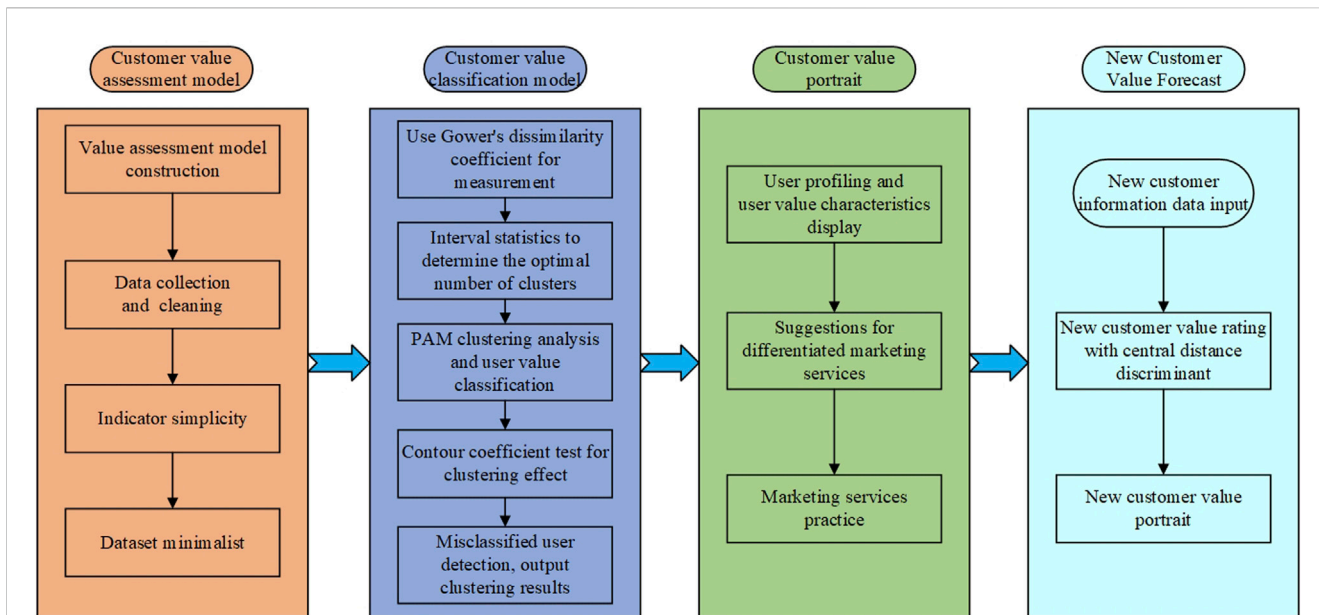 Customer value
assessment model
Value assessment model
construction
Data collection
and cleaning
Indicator simplicity
Dataset minimalist
Customer value
classification model
Use Gower's dissimilarity
coefficient for
measurement
Interval statistics to
determine the optimal
number of clusters
PAM clustering analysis
and user value
classification
Contour coefficient test for
clustering effect
Misclassified user
detection, output
clustering results
Customer value
portrait
User profiling and
user value characteristics
display
Suggestions for
differentiated marketing
services
Marketing services
practice
New Customer
Value Forecast
New customer
information data input
New customer value rating
with central distance
discriminant
New customer value
portrait